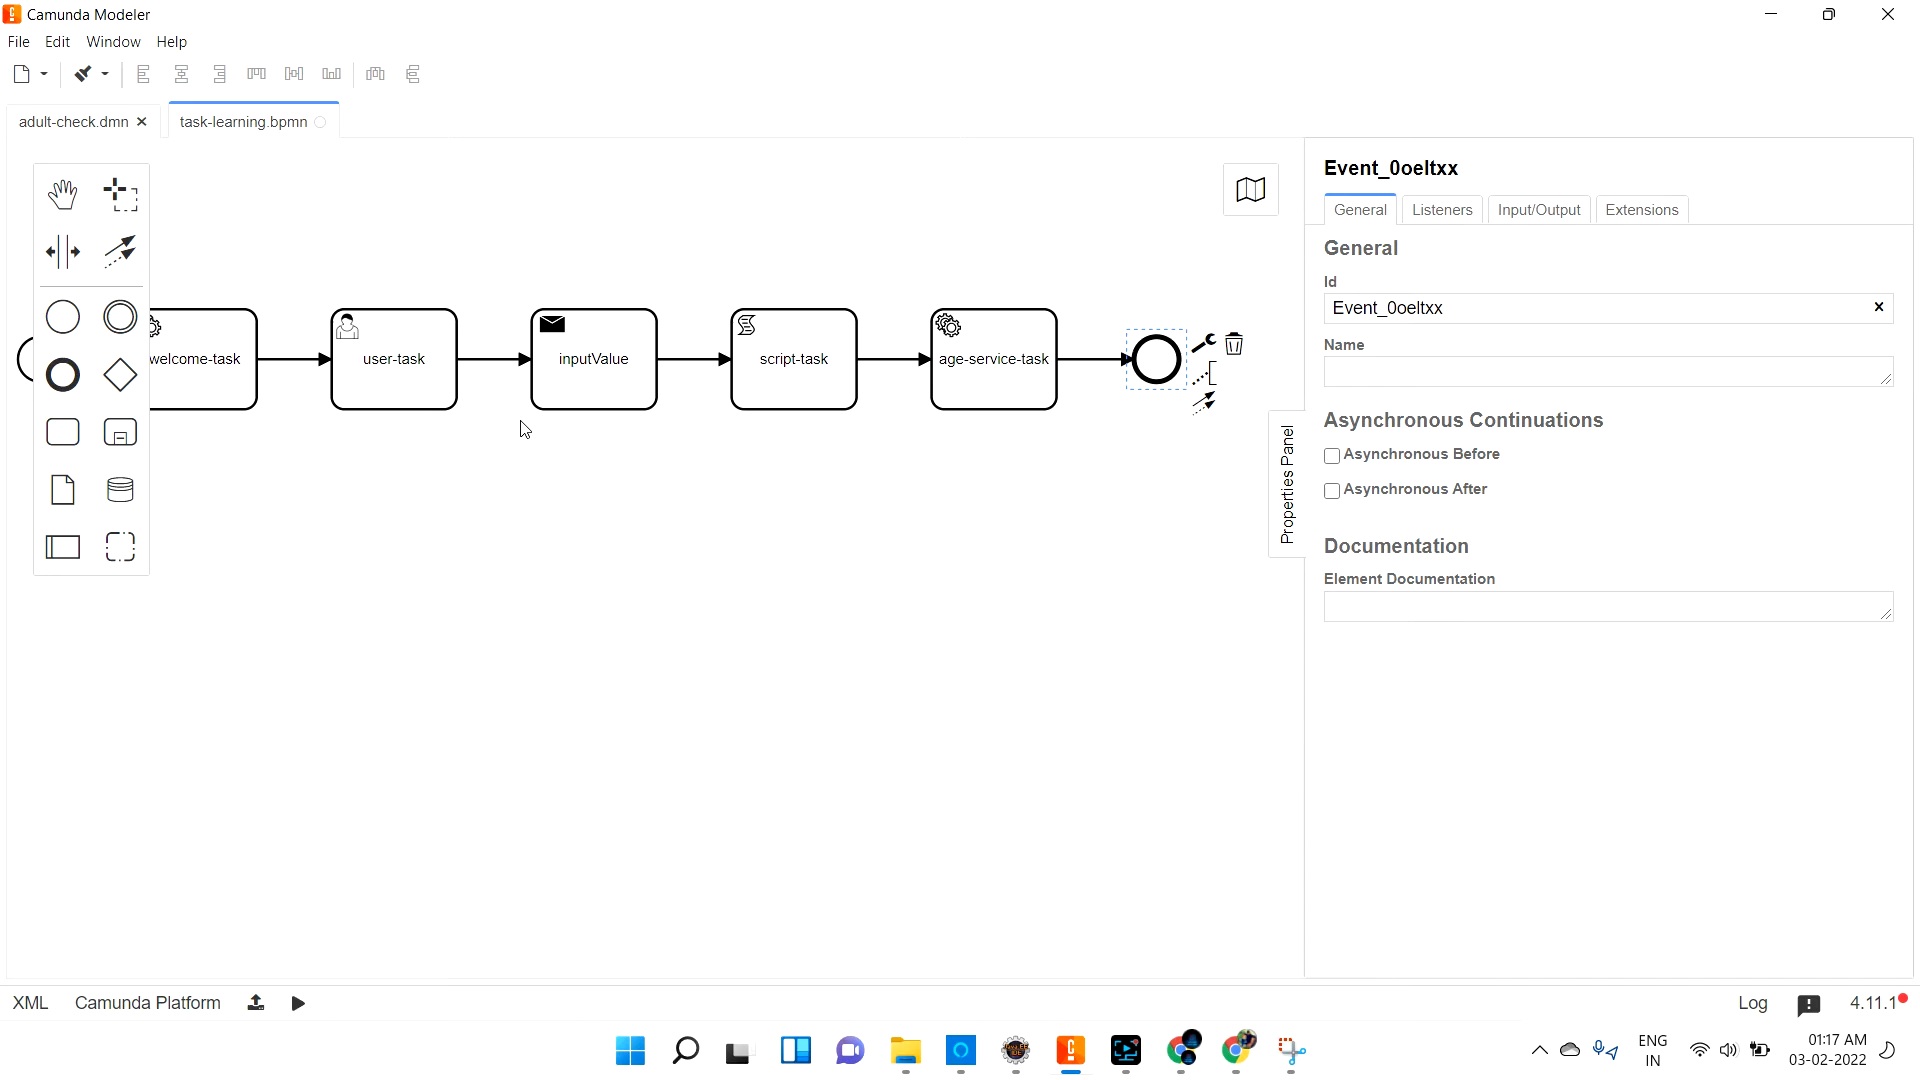 Camunda Modeler
File Edit Window Help
adult-check.dmn task-learning.bpmn
welcome-task
user-task
inputValue
script-task
age-service-task
Properties Panel
Event_0oeltxx
General Listeners Input/Output Extensions
General
Id
Event_0oeltxx
Name
Asynchronous Continuations
Asynchronous Before
Asynchronous After
Documentation
Element Documentation
XML Camunda Platform
Log 4.11.1
ENG
IN
01:17 AM
03-02-2022